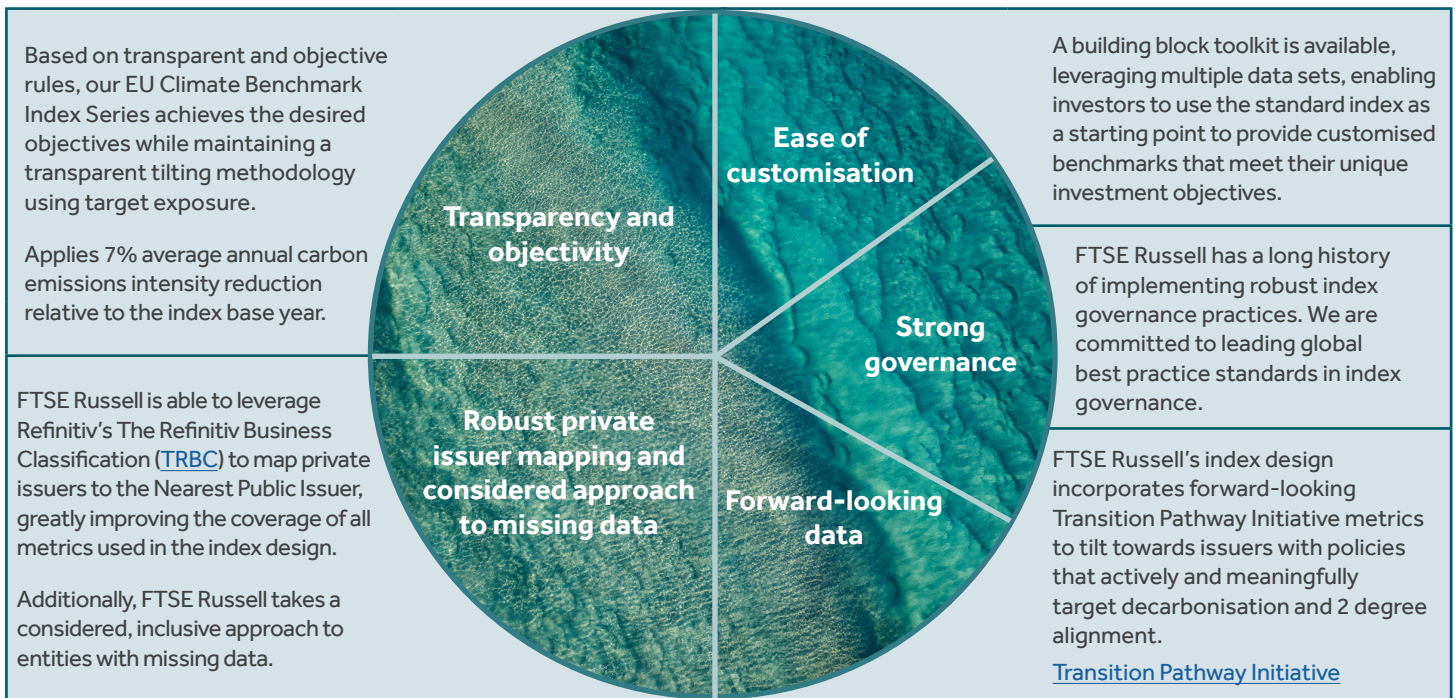 Based on transparent and objective
rules, our EU Climate Benchmark
Index Series achieves the desired
objectives while maintaining a
transparent tilting methodology
using target exposure.
Applies 7% average annual carbon
emissions intensity reduction
relative to the index base year.
FTSE Russell is able to leverage
Refinitiv's The Refinitiv Business
Classification (TRBC) to map private
issuers to the Nearest Public Issuer,
greatly improving the coverage of all
metrics used in the index design.
Additionally, FTSE Russell takes a
considered, inclusive approach to
entities with missing data.
Transparency and
objectivity
Robust private
issuer mapping and
considered approach
to missing data
Ease of
customisation
Strong
governance
Forward-looking
data
A building block toolkit is available,
leveraging multiple data sets, enabling
investors to use the standard index as
a starting point to provide customised
benchmarks that meet their unique
investment objectives.
FTSE Russell has a long history
of implementing robust index
governance practices. We are
committed to leading global
best practice standards in index
governance.
FTSE Russell's index design
incorporates forward-looking
Transition Pathway Initiative metrics
to tilt towards issuers with policies
that actively and meaningfully
target decarbonisation and 2 degree
alignment.
Transition Pathway Initiative